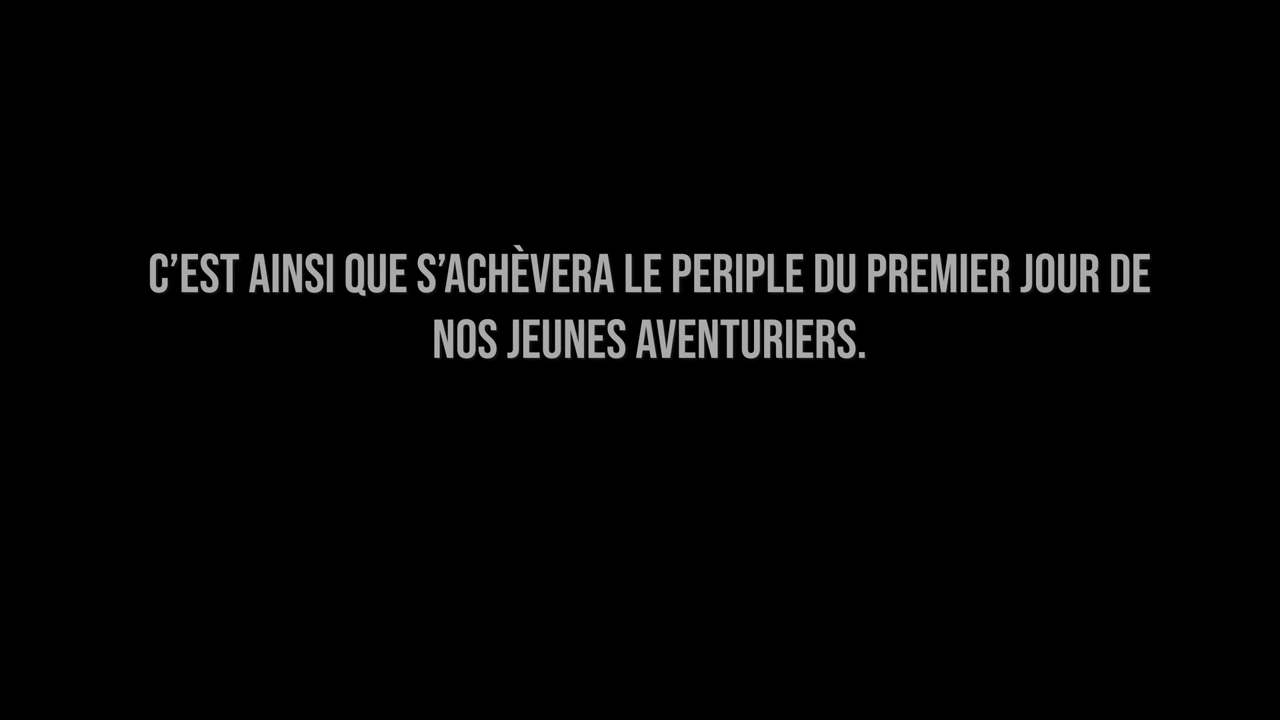 C’EST AINSI QUE S’ACHÈVERA LE PERIPLE DU PREMIER JOUR DE
NOS JEUNES AVENTURIERS.